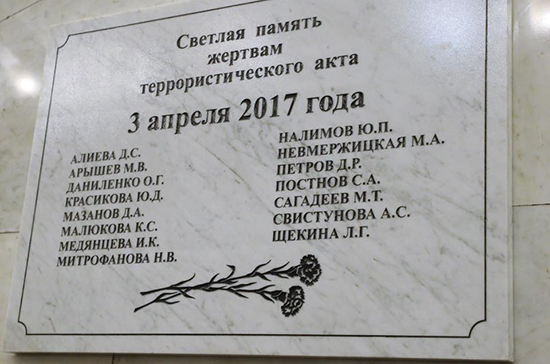 Светлая память
жертвам
террористического акта
3 апреля 2017 года
АЛИЕВА Д.С.
АРЫШЕВ М.В.
ДАНИЛЕНКО О.Г.
КРАСИКОВА Ю.Д.
МАЗАНОВ Д.А.
МАЛЮКОВА К.С.
МЕДЯНЦЕВА И.К.
МИТРОФАНОВА Н.В.
НАЛИМОВ Ю.П.
НЕВМЕРЖИЦКАЯ М.А.
ПЕТРОВ Д.Р.
ПОСТНОВ С.А.
САГАДЕЕВ М.Т.
СВИСТУНОВА А.С.
ЩЕКИНА Л.Г.